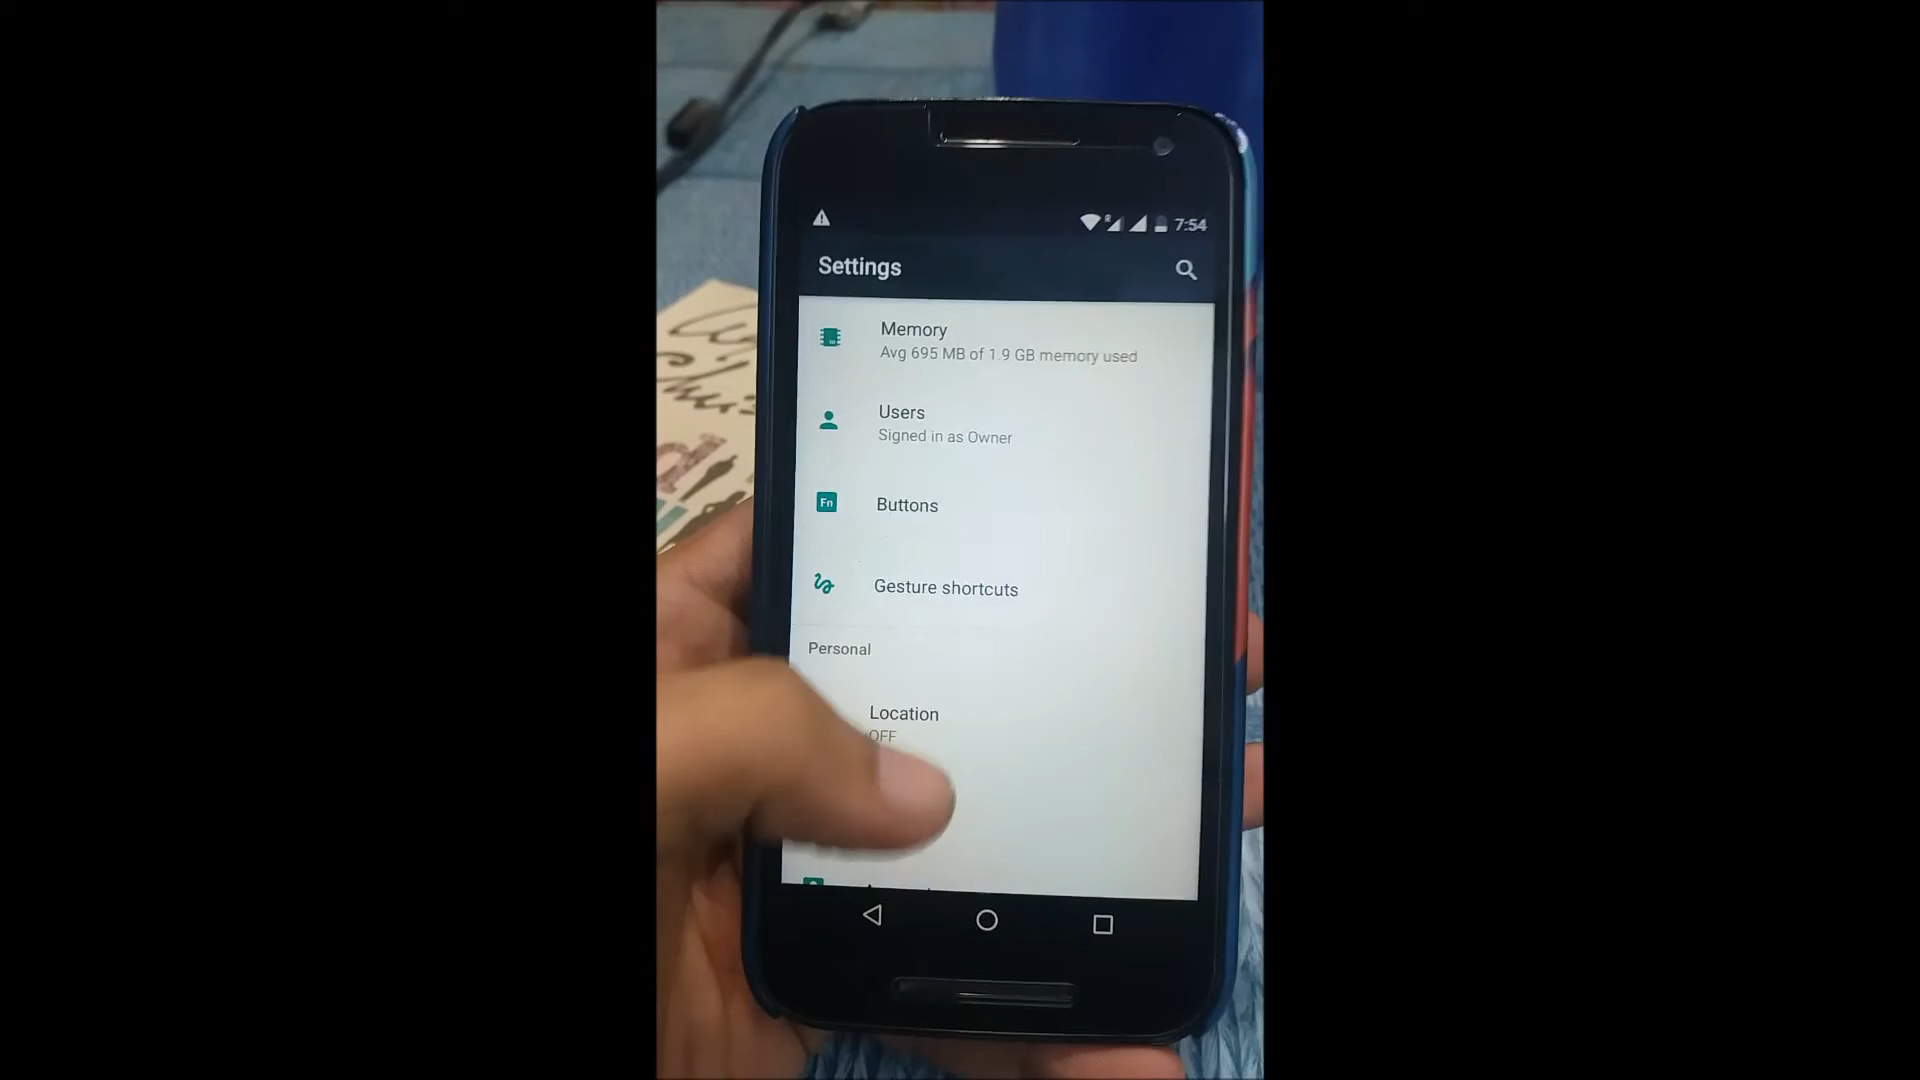 7:54
Settings
Memory
Avg 695 MB of 1.9 GB memory used
Users
Signed in as Owner
Fn
Buttons
Gesture shortcuts
Personal
Location
OFF